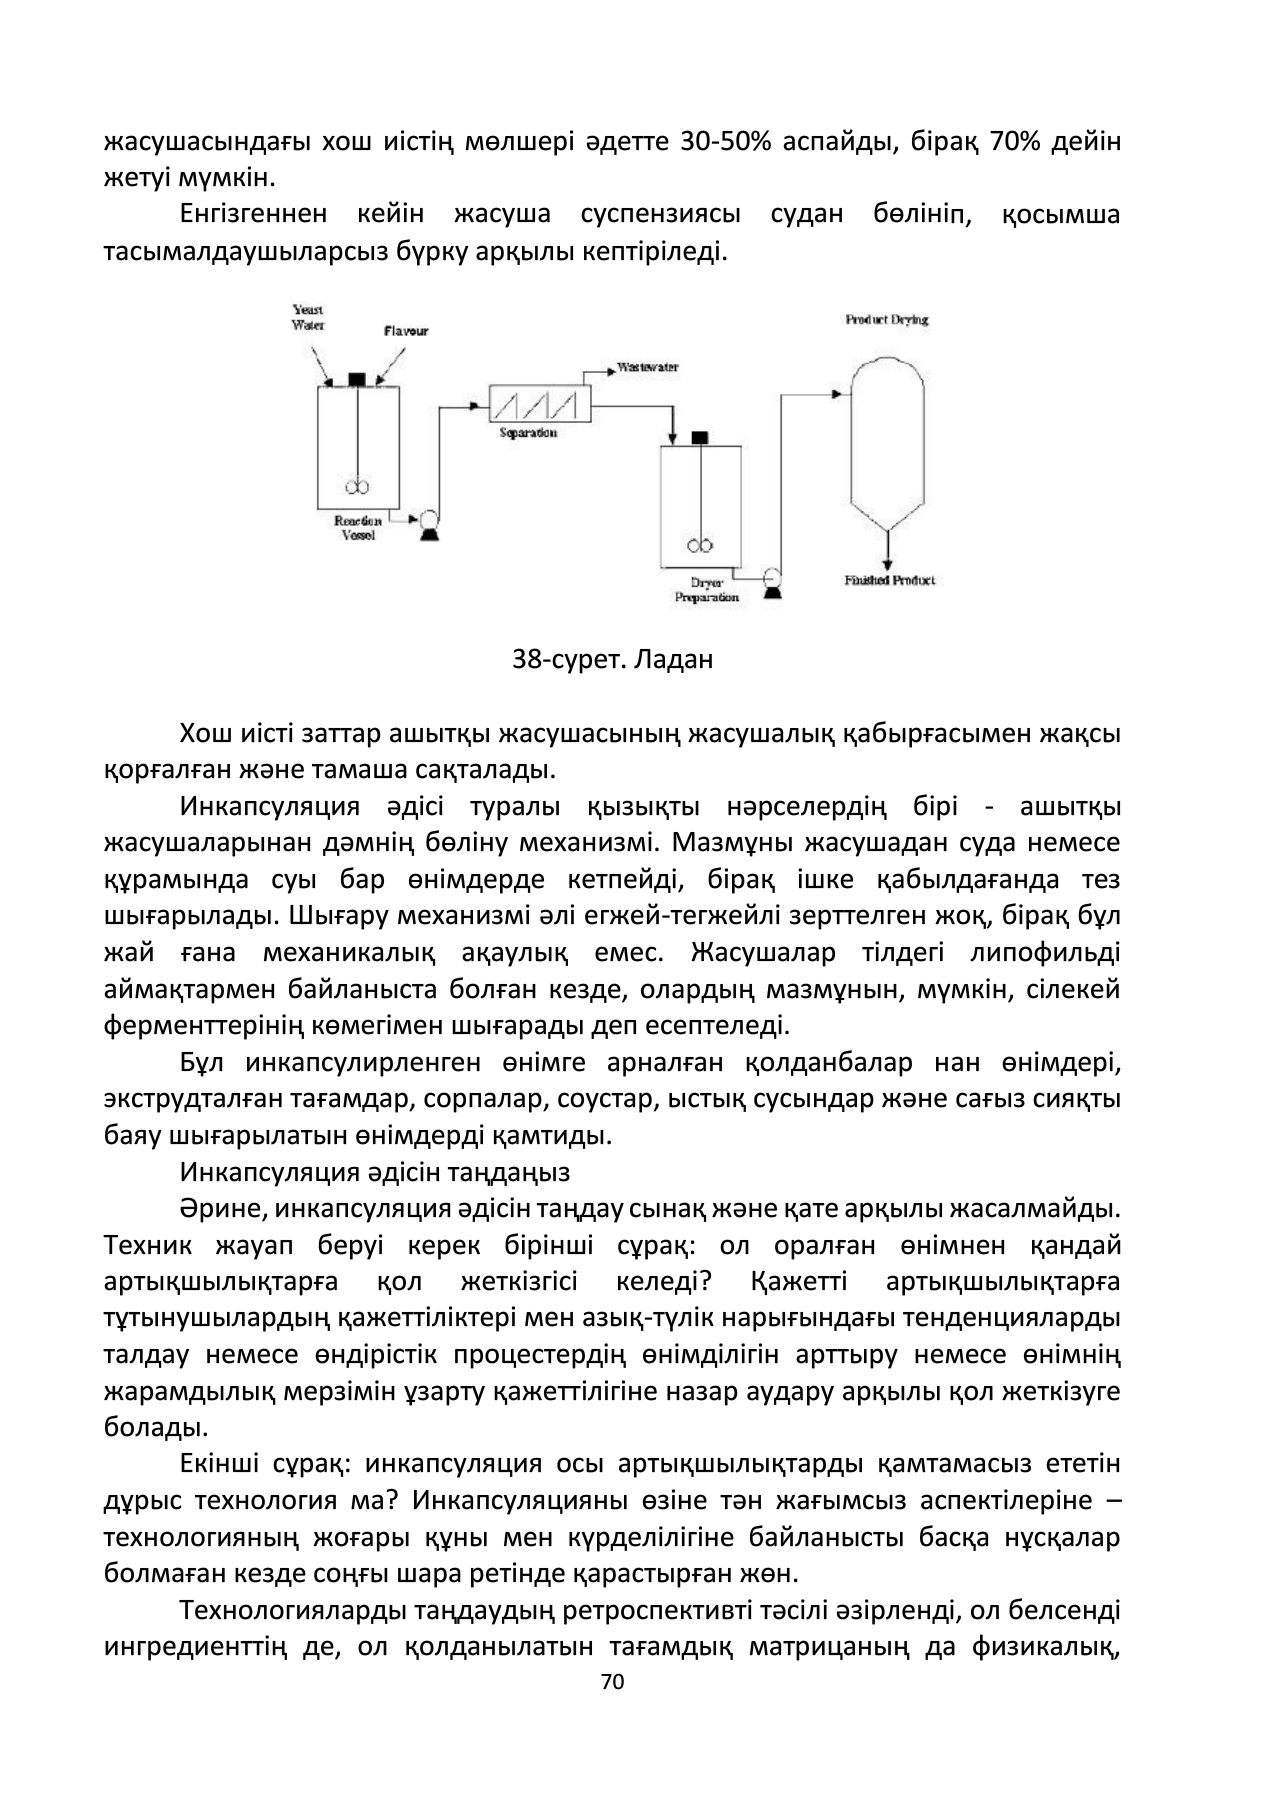 жасушасындағы хош иістің мөлшері әдетте 30-50% аспайды, бірақ 70% дейін
жетуі мүмкін.
Енгізгеннен кейін жасуша суспензиясы судан бөлініп, қосымша
тасымалдаушыларсыз бүрку арқылы кептіріледі.
Yeast
Water
Flavour
Product Drying
Wastewater
Separation
Reaction
Vessel
Dryer
Preparation
Finished Product
38-сурет. Ладан
Хош иісті заттар ашытқы жасушасының жасушалық қабырғасымен жақсы
қорғалған және тамаша сақталады.
Инкапсуляция әдісі туралы қызықты нәрселердің бірі - ашытқы
жасушаларынан дәмнің бөліну механизмі. Мазмұны жасушадан суда немесе
құрамында суы бар өнімдерде кетпейді, бірақ ішке қабылдағанда тез
шығарылады. Шығару механизмі әлі егжей-тегжейлі зерттелген жоқ, бірақ бұл
жай ғана механикалық ақаулық емес. Жасушалар тілдегі липофильді
аймақтармен байланыста болған кезде, олардың мазмұнын, мүмкін, сілекей
ферменттерінің көмегімен шығарады деп есептеледі.
Бұл инкапсулирленген өнімге арналған қолданбалар нан өнімдері,
экструдталған тағамдар, сорпалар, соустар, ыстық сусындар және сағыз сияқты
баяу шығарылатын өнімдерді қамтиды.
Инкапсуляция әдісін таңдаңыз
Әрине, инкапсуляция әдісін таңдау сынақ және қате арқылы жасалмайды.
Техник жауап беруі керек бірінші сұрақ: ол оралған өнімнен қандай
артықшылықтарға қол жеткізгісі келеді? Қажетті артықшылықтарға
тұтынушылардың қажеттіліктері мен азық-түлік нарығындағы тенденцияларды
талдау немесе өндірістік процестердің өнімділігін арттыру немесе өнімнің
жарамдылық мерзімін ұзарту қажеттілігіне назар аудару арқылы қол жеткізуге
болады.
Екінші сұрақ: инкапсуляция осы артықшылықтарды қамтамасыз ететін
дұрыс технология ма? Инкапсуляцияны өзіне тән жағымсыз аспектілеріне –
технологияның жоғары құны мен күрделілігіне байланысты басқа нұсқалар
болмаған кезде соңғы шара ретінде қарастырған жөн.
Технологияларды таңдаудың ретроспективті тәсілі әзірленді, ол белсенді
ингредиенттің де, ол қолданылатын тағамдық матрицаның да физикалық,
70